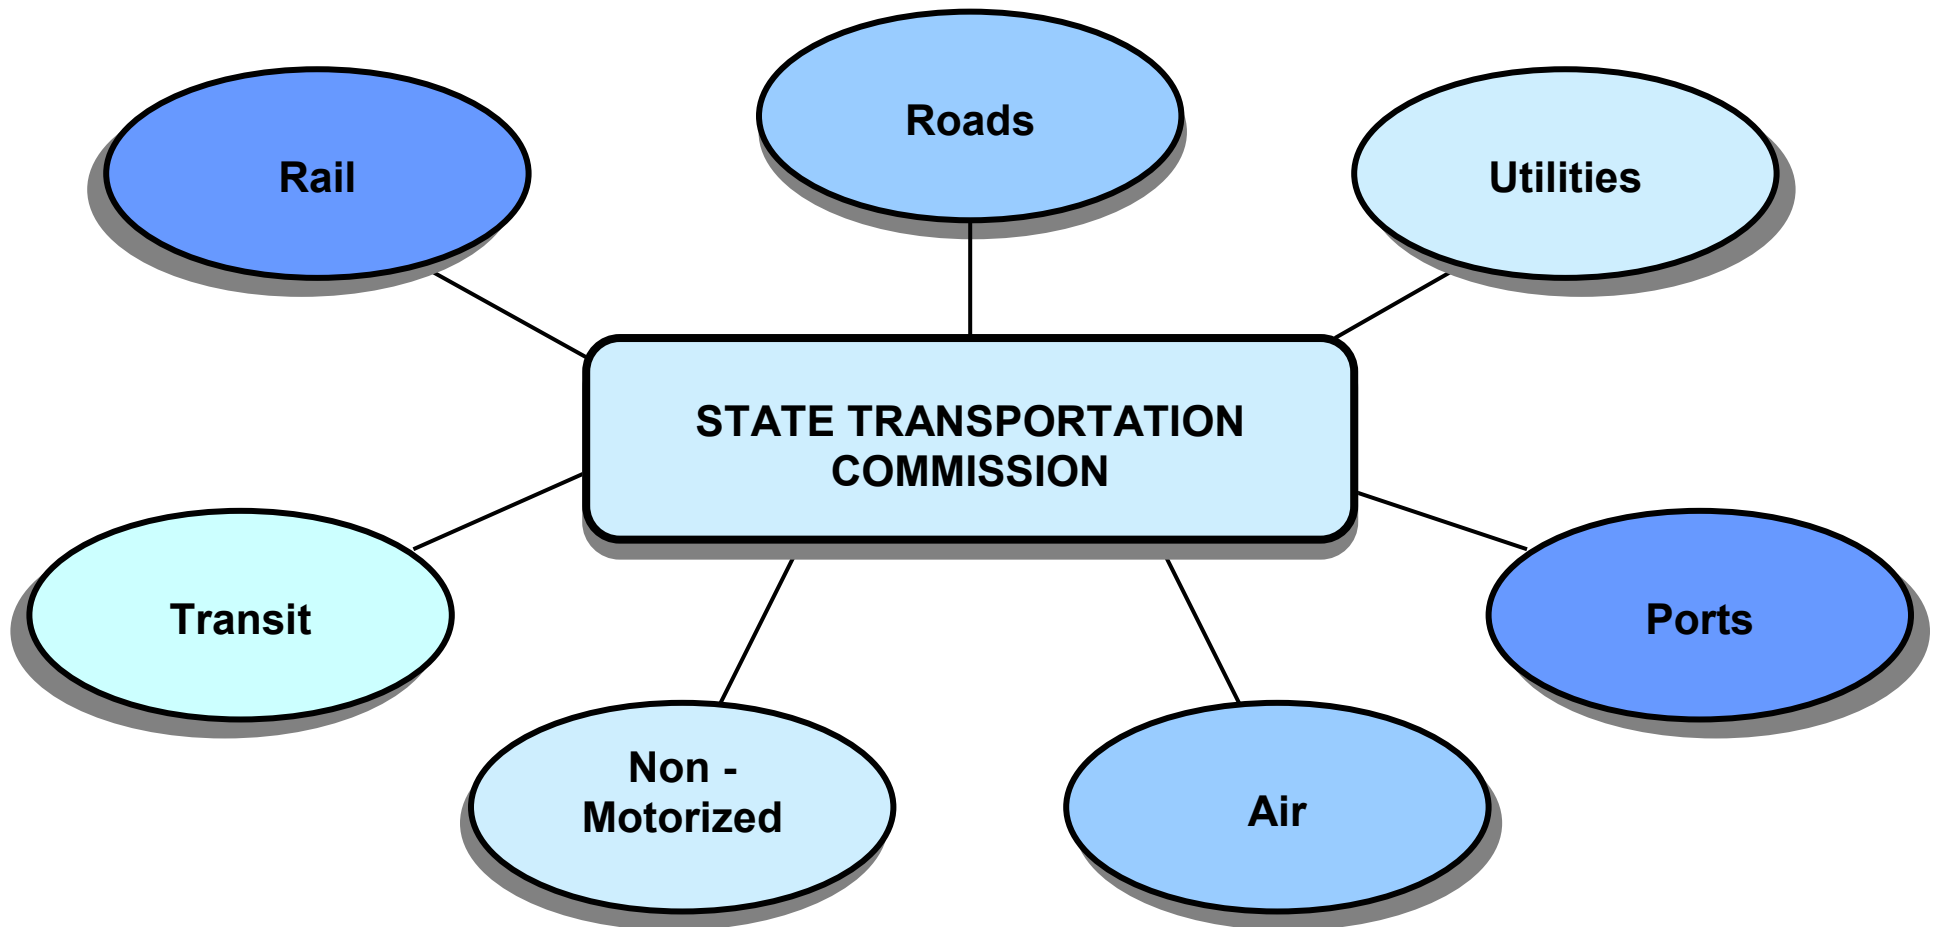 Roads
Rail
Utilities
STATE TRANSPORTATION
COMMISSION
Transit
Ports
Non -
Motorized
Air